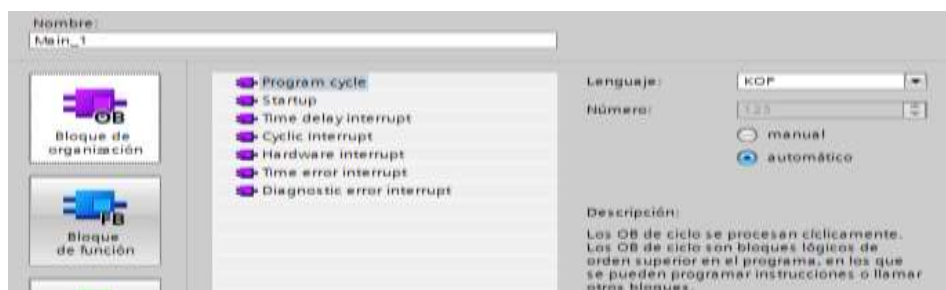 Nombre:
Main_1
OB
Bloque de
organización
FB
Bloque
de función
Program cycle
Startup
Time delay interrupt
Cyclic interrupt
Hardware interrupt
Time error interrupt
Diagnostic error interrupt
Lenguaje:
KOP
Número:
123
manual
automático
Descripción:
Los OB de ciclo se procesan cíclicamente.
Los OB de ciclo son bloques lógicos de
orden superior en el programa, en los que
se pueden programar instrucciones o llamar
otros bloques.